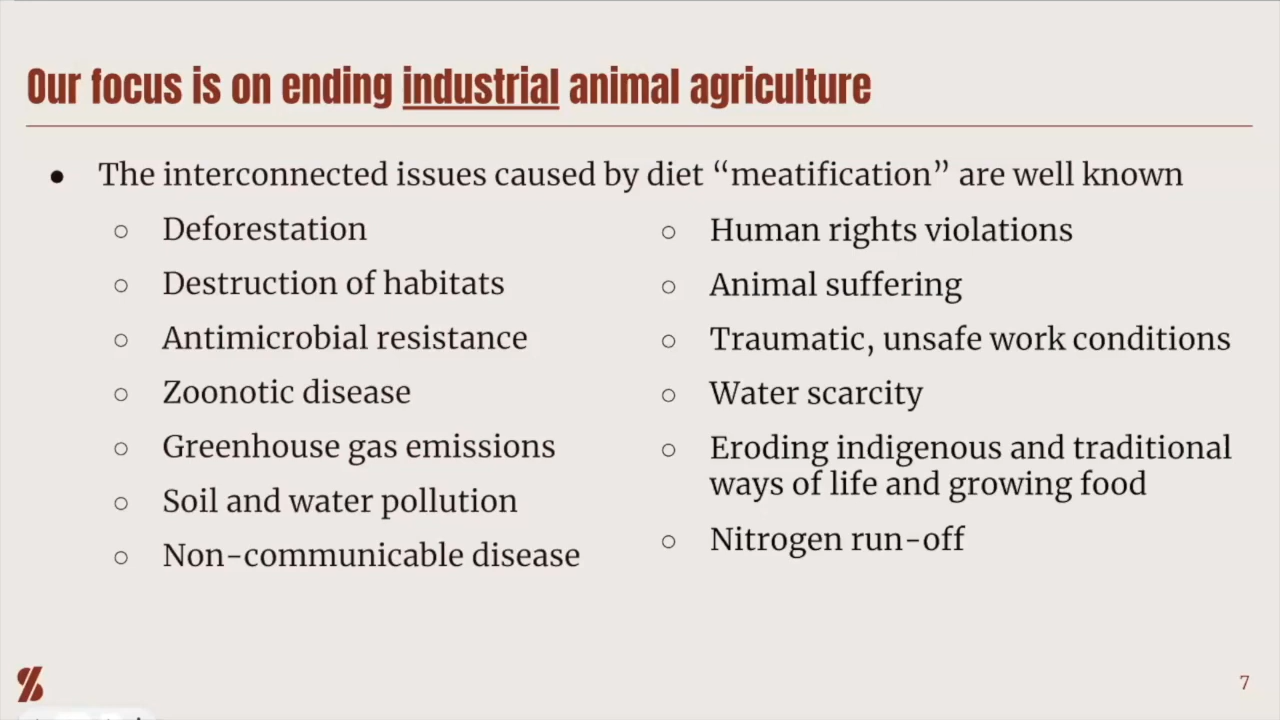 Our focus is on ending industrial animal agriculture
● The interconnected issues caused by diet “meatification” are well known
○ Deforestation
○ Destruction of habitats
○ Antimicrobial resistance
○ Zoonotic disease
○ Greenhouse gas emissions
○ Soil and water pollution
○ Non-communicable disease
○ Human rights violations
○ Animal suffering
○ Traumatic, unsafe work conditions
○ Water scarcity
○ Eroding indigenous and traditional
ways of life and growing food
○ Nitrogen run-off
7